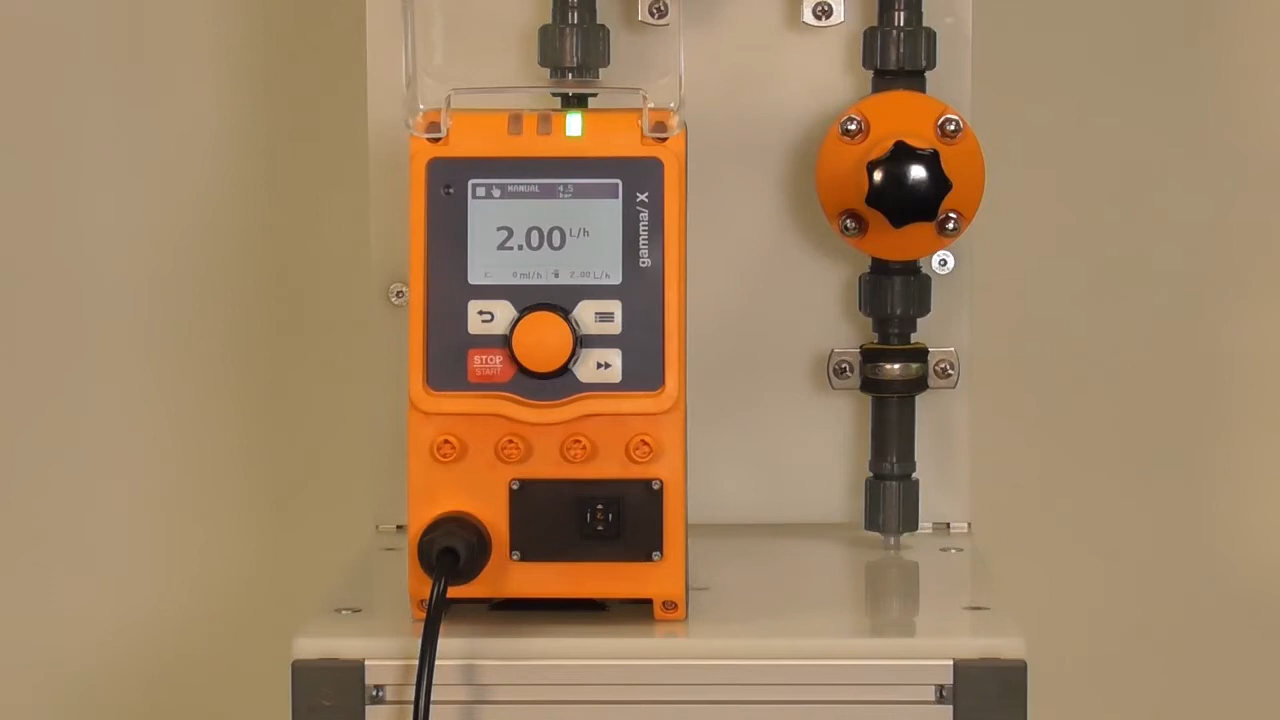 MANUAL 4.5
bar
2.00 L/h
0 ml/h 2.00 L/h
gamma/ X
STOP
START